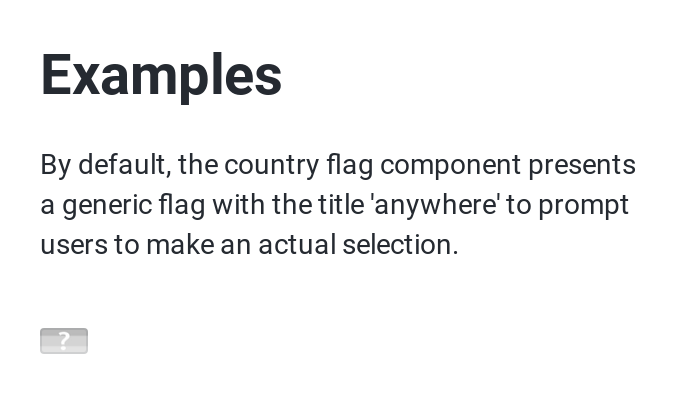 Examples
By default, the country flag component presents
a generic flag with the title 'anywhere' to prompt
users to make an actual selection.
?